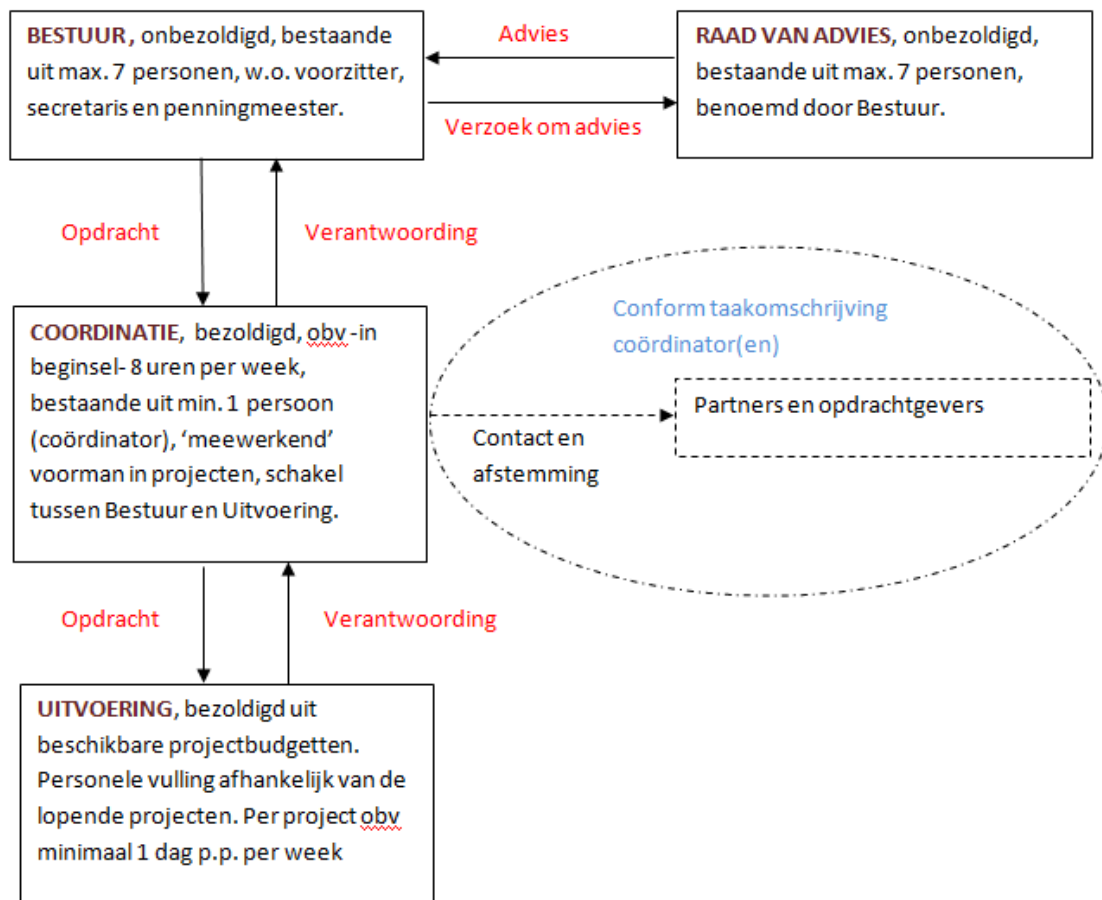 BESTUUR, onbezoldigd, bestaande
uit max. 7 personen, w.o. voorzitter,
secretaris en penningmeester.
Advies
Verzoek om advies
RAAD VAN ADVIES, onbezoldigd,
bestaande uit max. 7 personen,
benoemd door Bestuur.
Opdracht
Verantwoording
COORDINATIE, bezoldigd, obv -in
beginsel- 8 uren per week,
bestaande uit min. 1 persoon
(coördinator), ‘meewerkend’
voorman in projecten, schakel
tussen Bestuur en Uitvoering.
Conform taakomschrijving
coördinator(en)
Partners en opdrachtgevers
Contact en
afstemming
Opdracht
Verantwoording
UITVOERING, bezoldigd uit
beschikbare projectbudgetten.
Personele vulling afhankelijk van de
lopende projecten. Per project obv
minimaal 1 dag p.p. per week